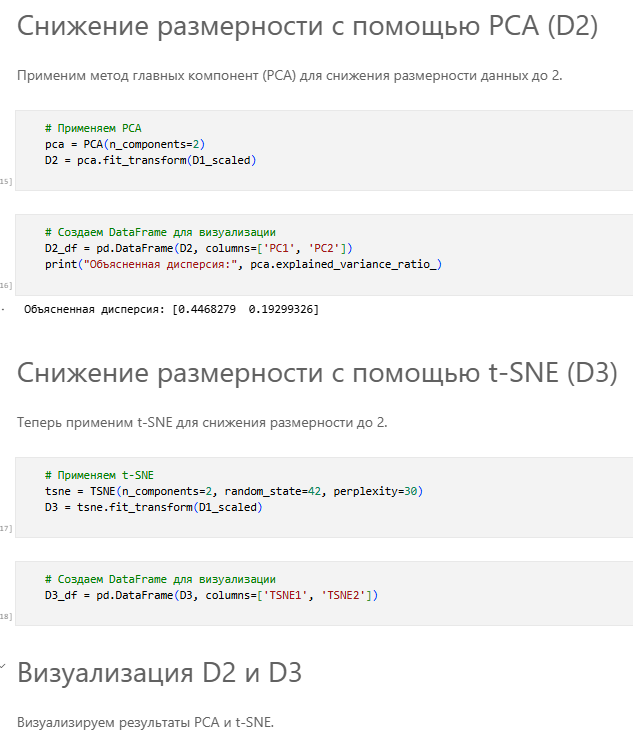 Снижение размерности с помощью PCA (D2)
Применим метод главных компонент (PCA) для снижения размерности данных до 2.
# Применяем PCA
pca = PCA(n_components=2)
D2 = pca.fit_transform(D1_scaled)
15]
# Создаем DataFrame для визуализации
D2_df = pd.DataFrame(D2, columns=['PC1', 'PC2'])
print("Объясненная дисперсия:", pca.explained_variance_ratio_)
16]
Объясненная дисперсия: [0.4468279  0.19299326]
Снижение размерности с помощью t-SNE (D3)
Теперь применим t-SNE для снижения размерности до 2.
# Применяем t-SNE
tsne = TSNE(n_components=2, random_state=42, perplexity=30)
D3 = tsne.fit_transform(D1_scaled)
17]
# Создаем DataFrame для визуализации
D3_df = pd.DataFrame(D3, columns=['TSNE1', 'TSNE2'])
18]
Визуализация D2 и D3
Визуализируем результаты PCA и t-SNE.